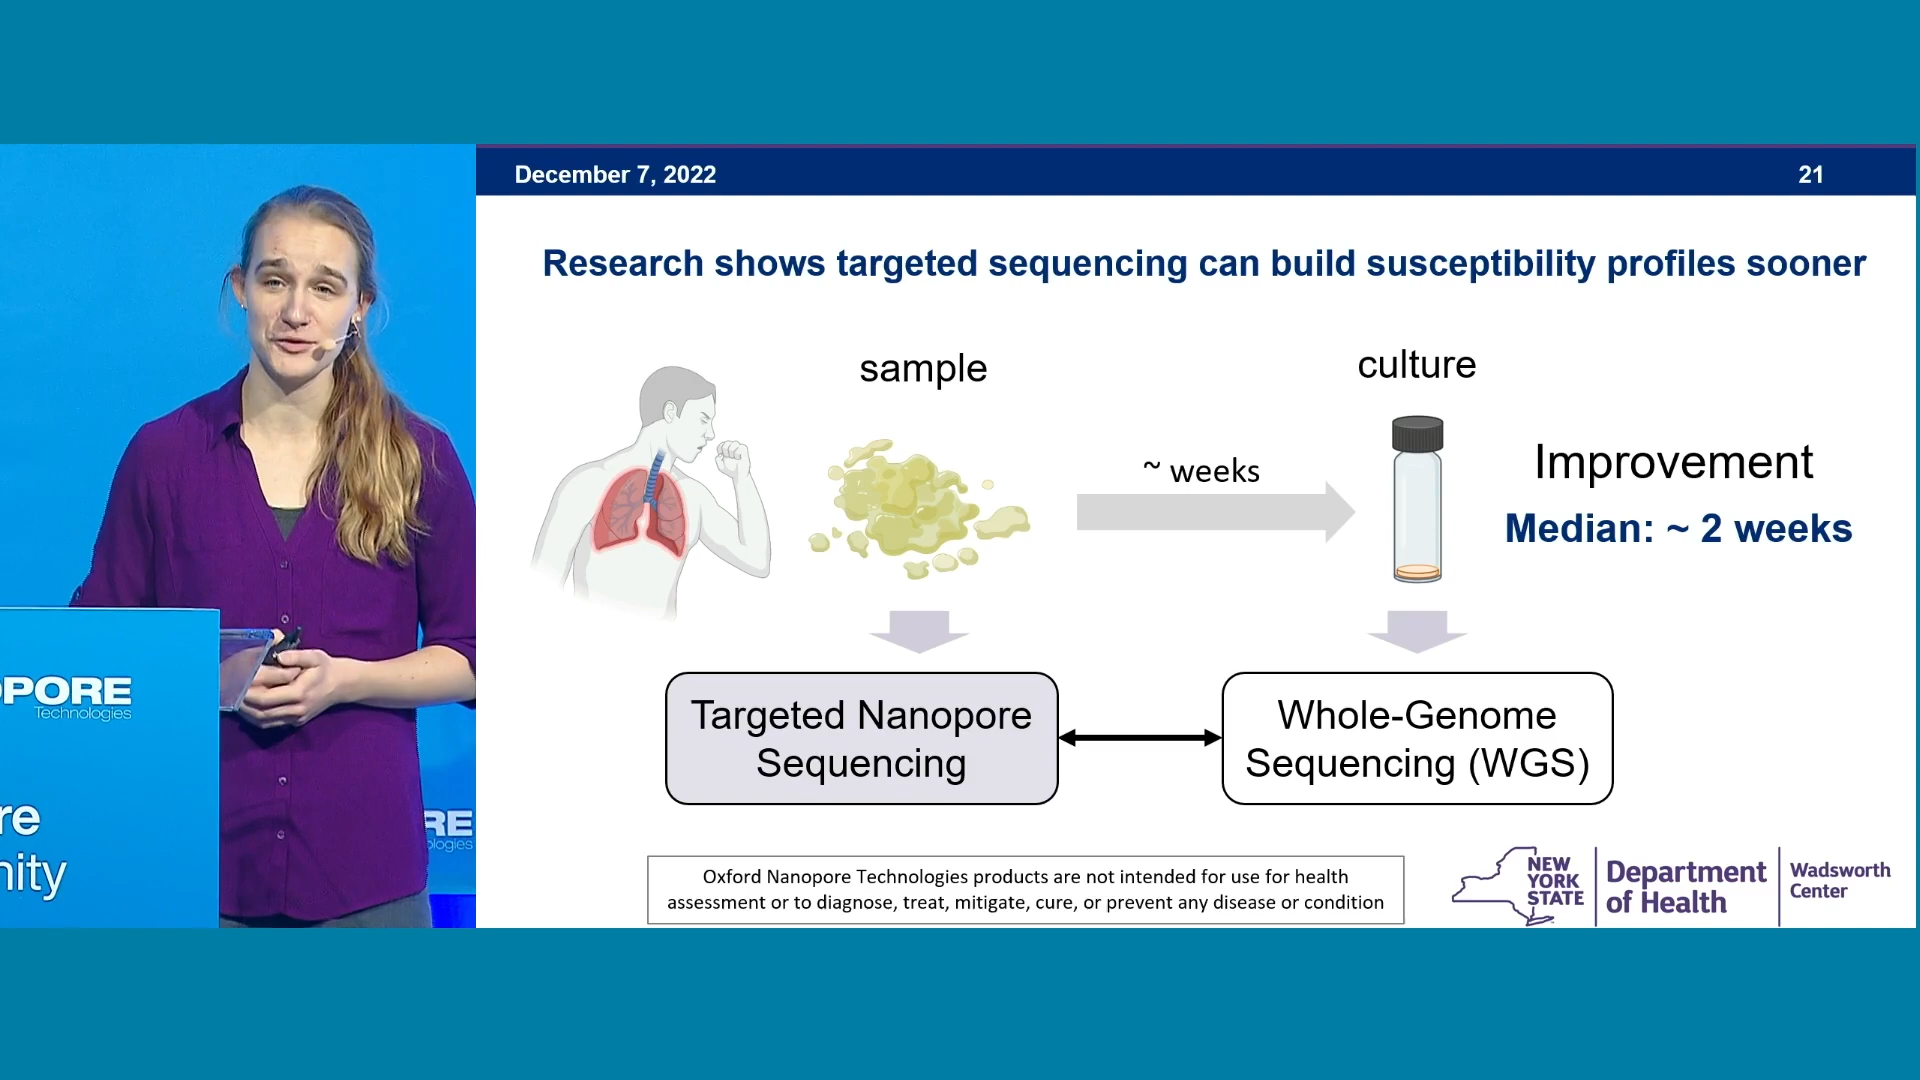 December 7, 2022
21
Research shows targeted sequencing can build susceptibility profiles sooner
sample
culture
~ weeks
Improvement
Median: ~ 2 weeks
Targeted Nanopore
Sequencing
Whole-Genome
Sequencing (WGS)
Oxford Nanopore Technologies products are not intended for use for health
assessment or to diagnose, treat, mitigate, cure, or prevent any disease or condition
NEW
YORK
STATE
Department
of Health
Wadsworth
Center
OPORE
Technologies
re
nity
RE
ologies